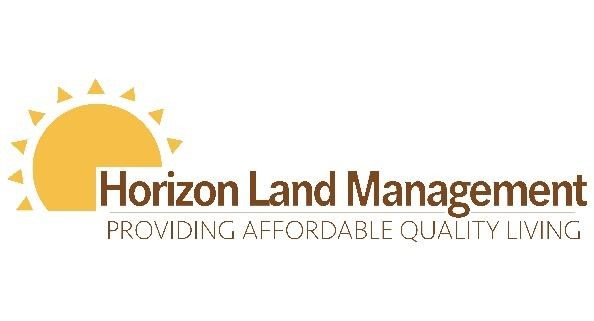 Horizon Land Management
PROVIDING AFFORDABLE QUALITY LIVING